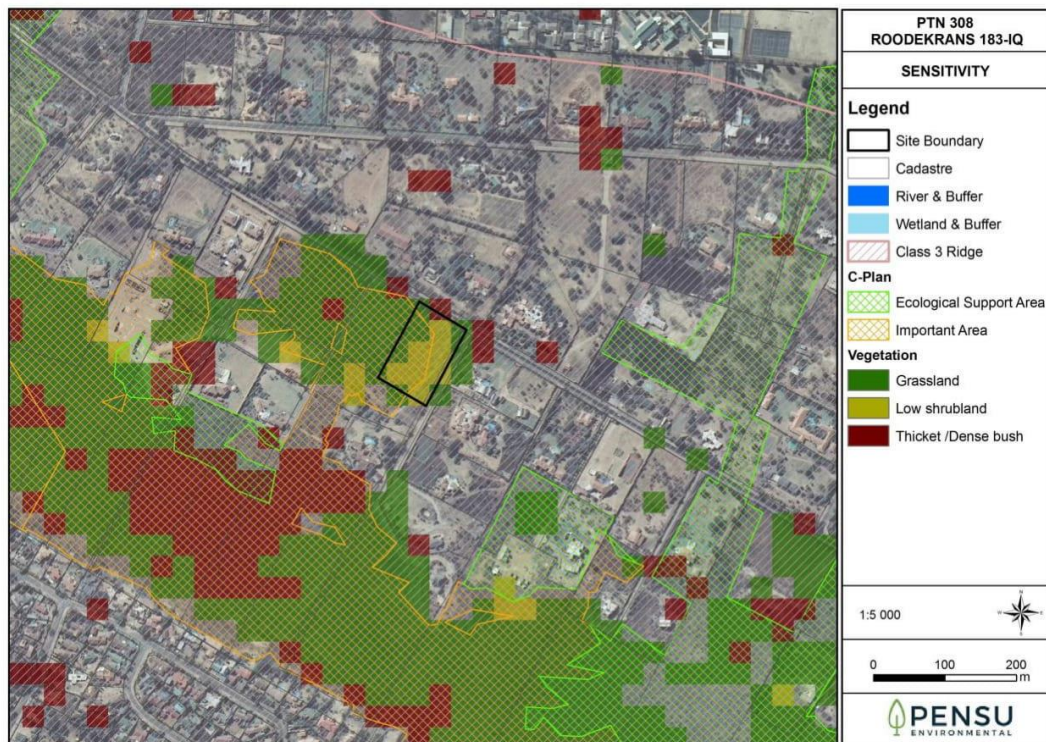 PTN 308
ROODEKRANS 183-IQ
SENSITIVITY
Legend
Site Boundary
Cadastre
River & Buffer
Wetland & Buffer
Class 3 Ridge
C-Plan
Ecological Support Area
Important Area
Vegetation
Grassland
Low shrubland
Thicket /Dense bush
1:5 000
N
W
E
S
0 100 200
m
PENSU
ENVIRONMENTAL